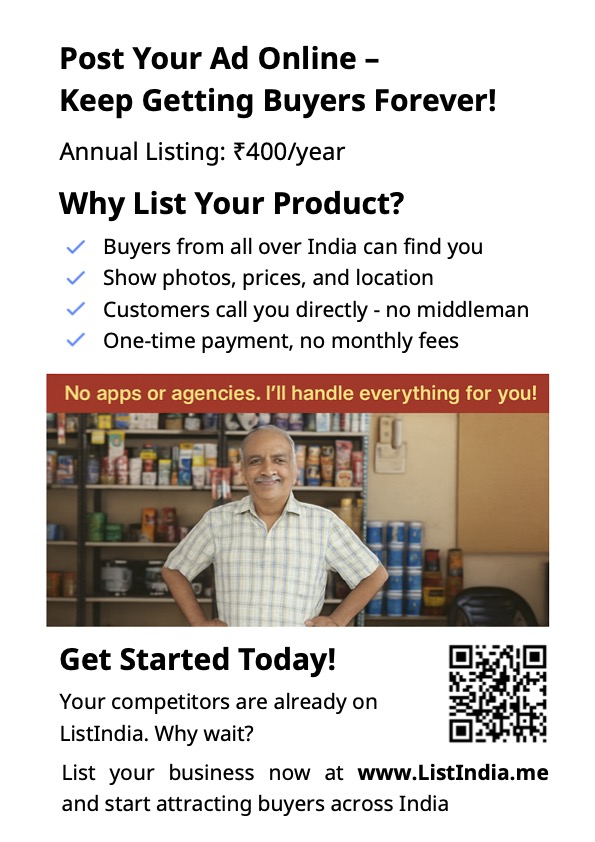 Post Your Ad Online –
Keep Getting Buyers Forever!
Annual Listing: ₹400/year
Why List Your Product?
Buyers from all over India can find you
Show photos, prices, and location
Customers call you directly - no middleman
One-time payment, no monthly fees
No apps or agencies. I'll handle everything for you!
Get Started Today!
Your competitors are already on
ListIndia. Why wait?
List your business now at www.ListIndia.me
and start attracting buyers across India